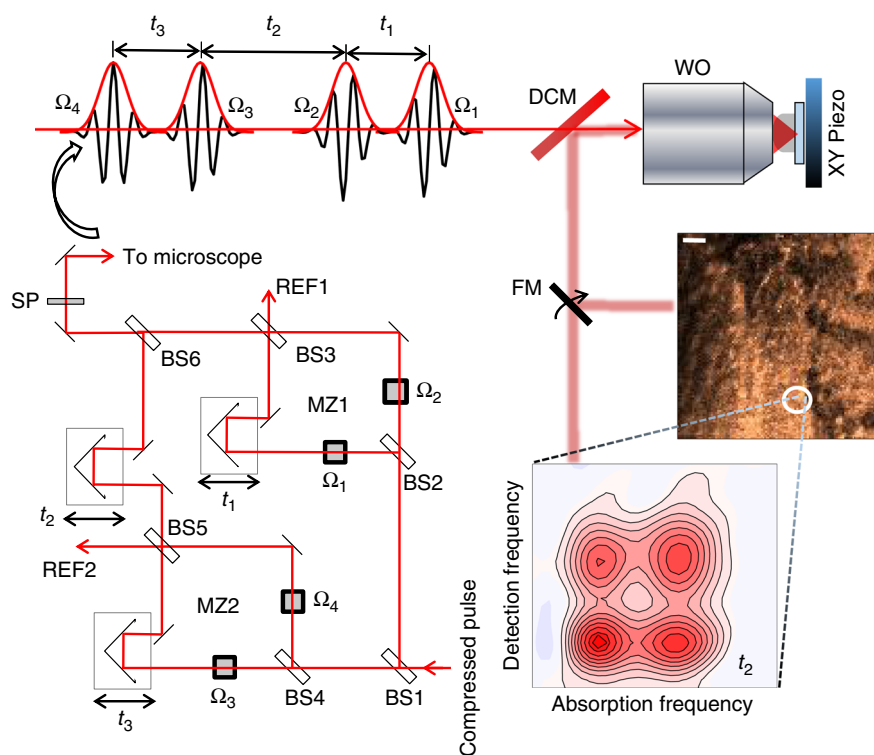 t3
t2
t1
Ω4
Ω3
Ω2
Ω1
WO
DCM
XY Piezo
To microscope
SP
REF1
FM
BS6
BS3
MZ1
Ω2
Ω1
BS2
t1
t2
BS5
REF2
MZ2
Ω4
Ω3
BS4
BS1
t3
Compressed pulse
Detection frequency
t2
Absorption frequency